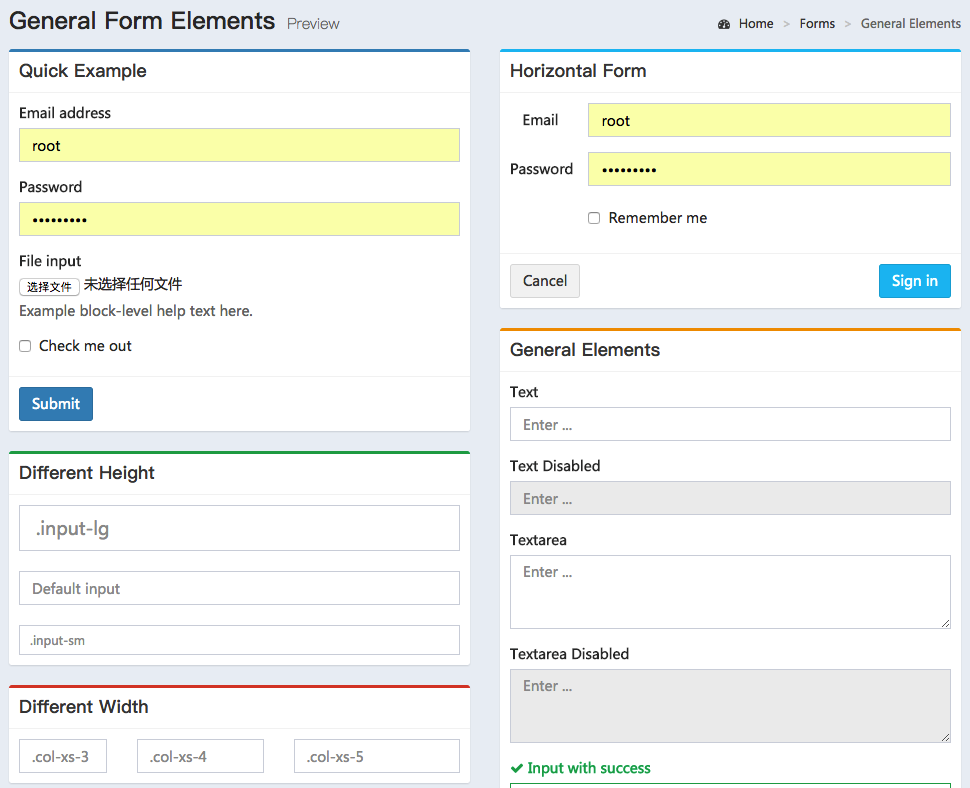 General Form Elements Preview
Home > Forms > General Elements
Quick Example
Email address
root
Password
•••••••••
File input
选择文件 未选择任何文件
Example block-level help text here.
Check me out
Submit
Different Height
.input-lg
Default input
.input-sm
Different Width
.col-xs-3 .col-xs-4 .col-xs-5
Horizontal Form
Email root
Password •••••••••
Remember me
Cancel Sign in
General Elements
Text
Enter ...
Text Disabled
Enter ...
Textarea
Enter ...
Textarea Disabled
Enter ...
Input with success